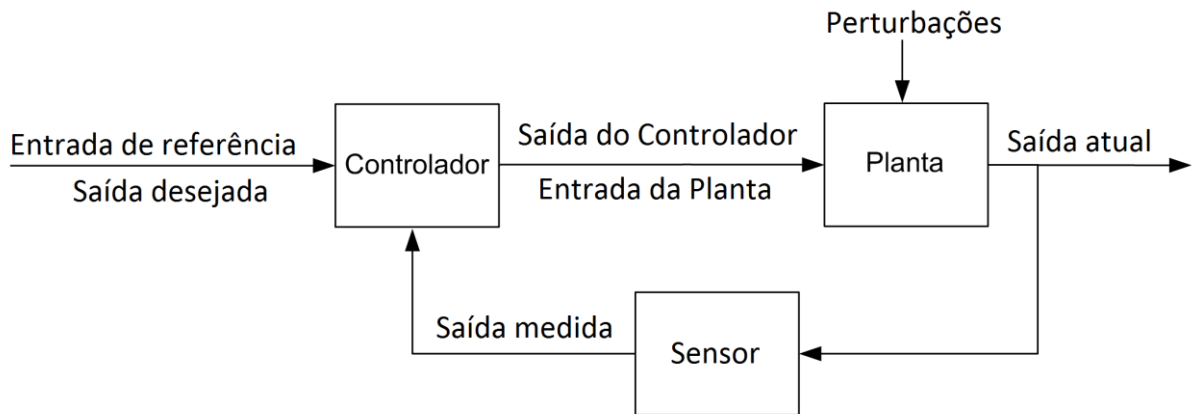 Perturbações
Entrada de referência
Saída desejada
Controlador
Saída do Controlador
Entrada da Planta
Planta
Saída atual
Saída medida
Sensor